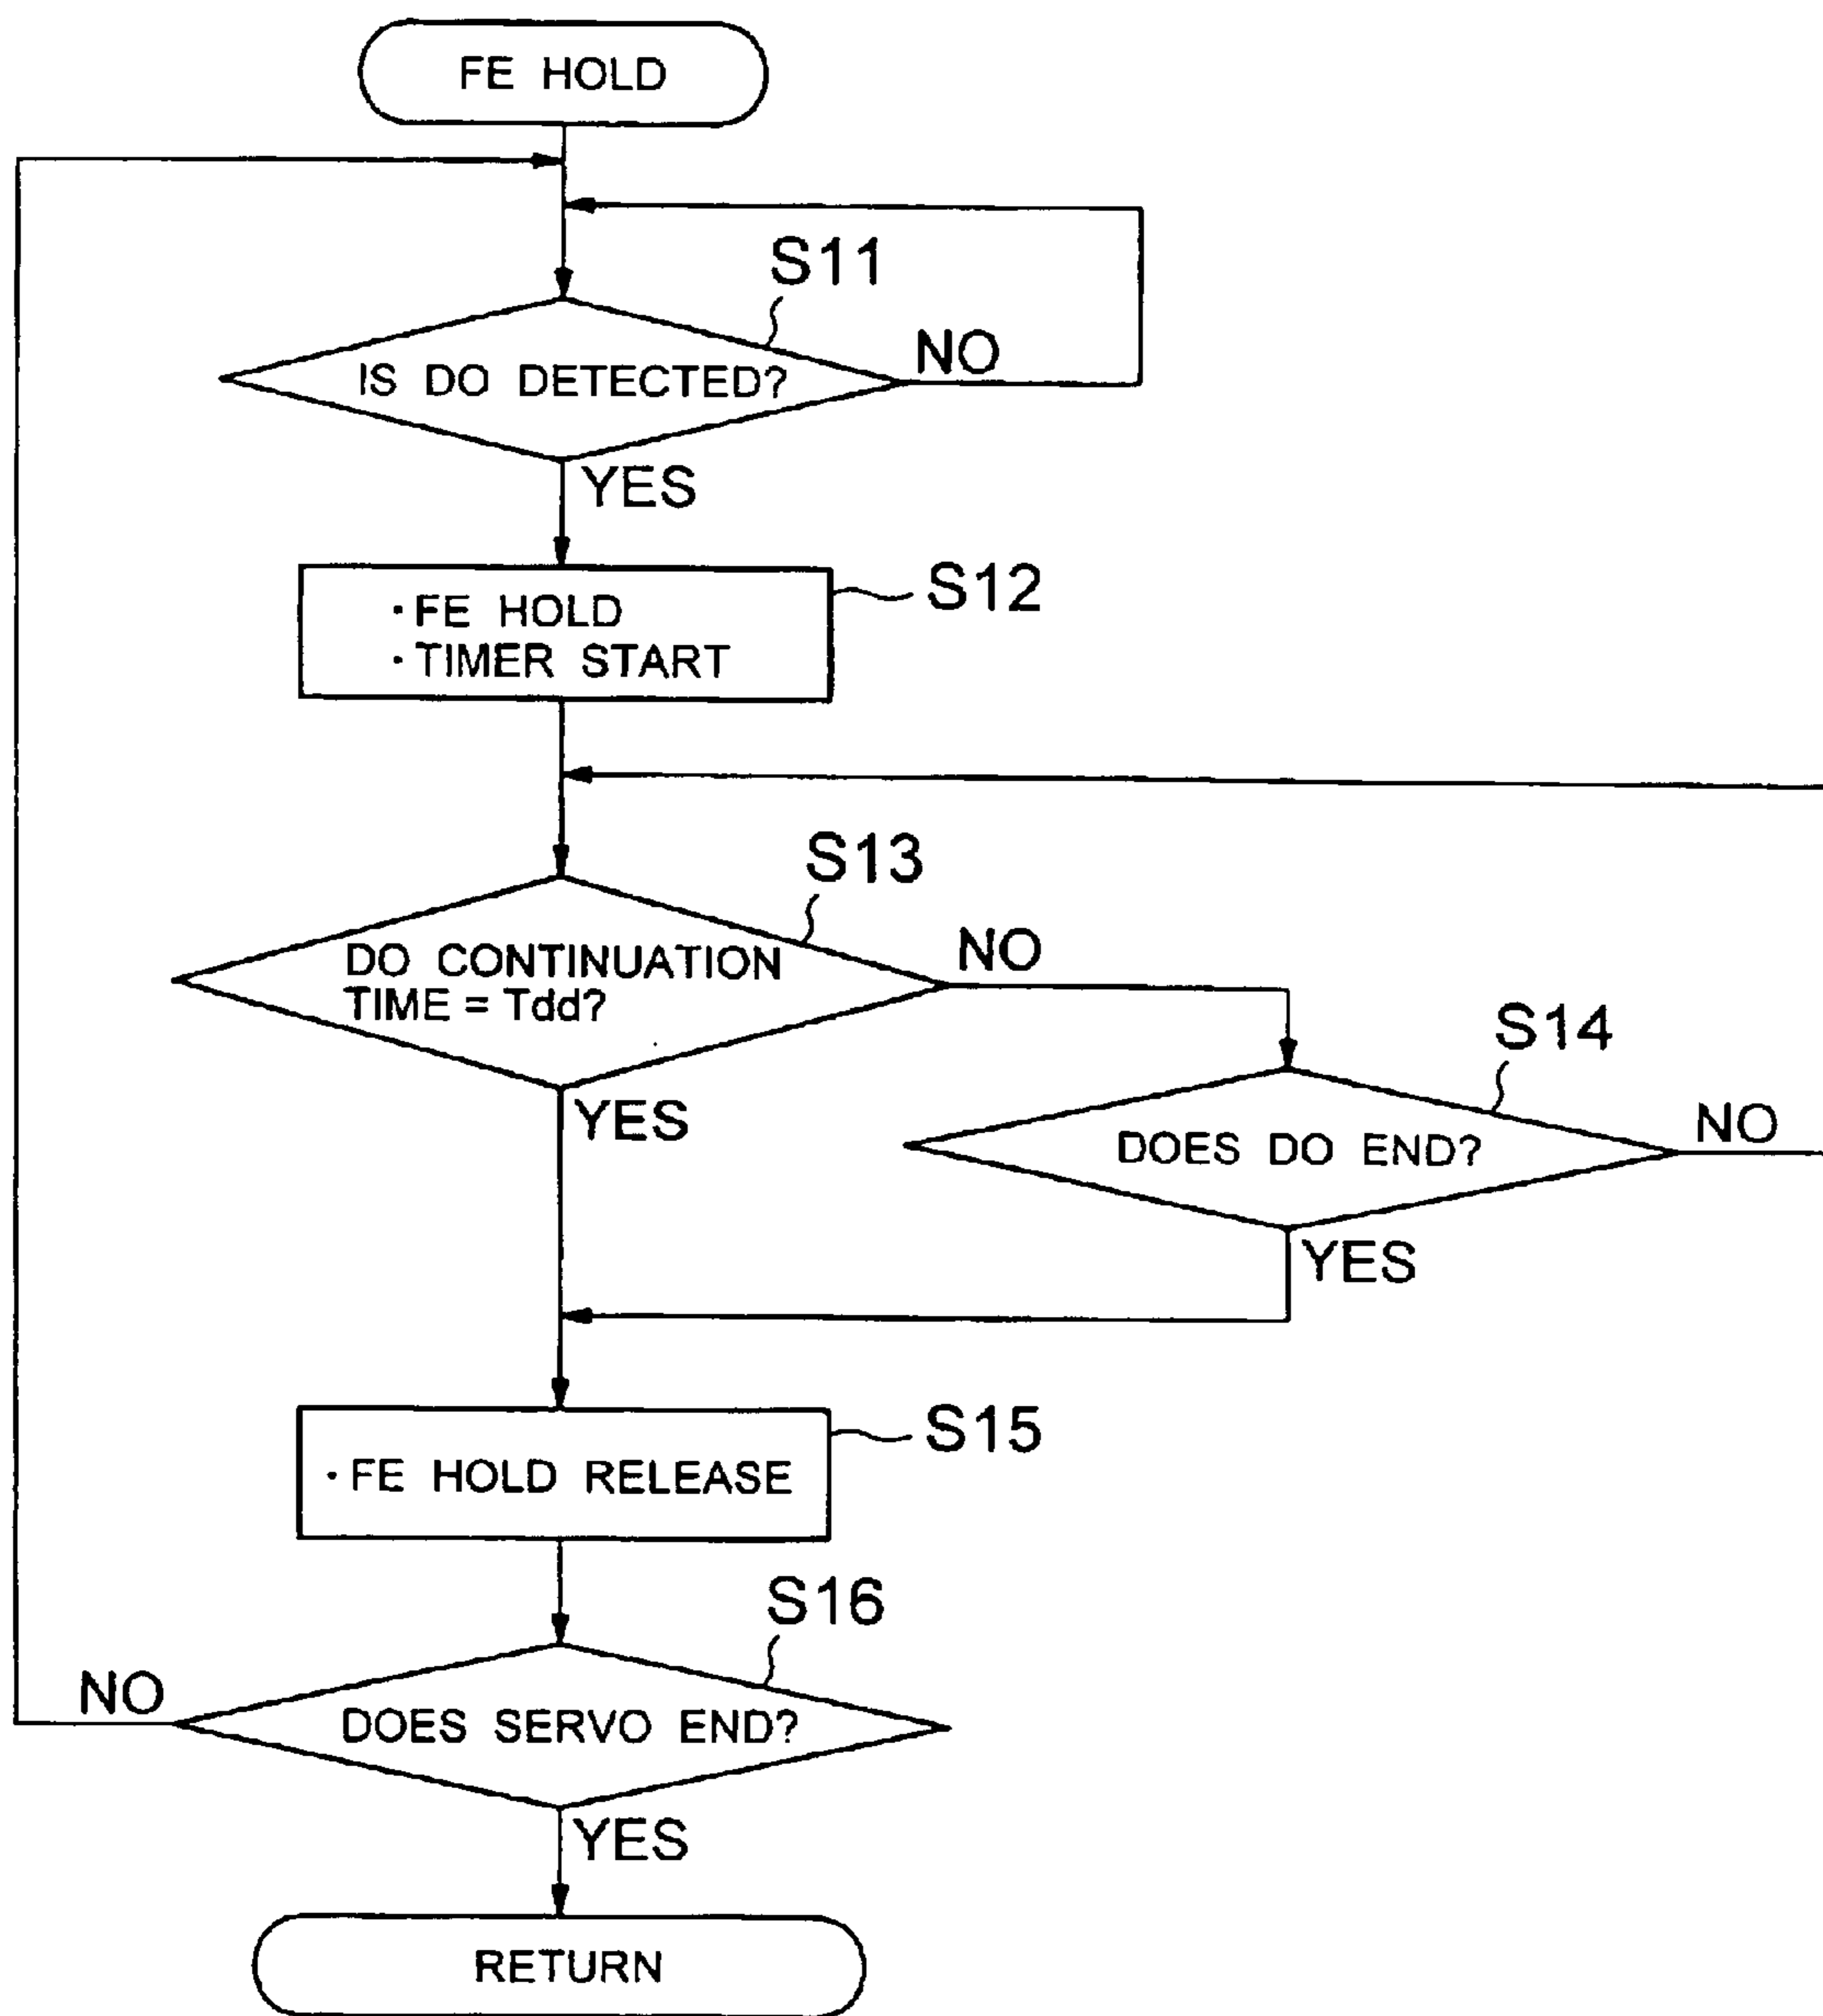 FE HOLD
S11
IS DO DETECTED?
NO
YES
S12
· FE HOLD
· TIMER START
S13
DO CONTINUATION
TIME = Tdd?
NO
YES
S14
DOES DO END?
NO
YES
S15
· FE HOLD RELEASE
S16
NO
DOES SERVO END?
YES
RETURN